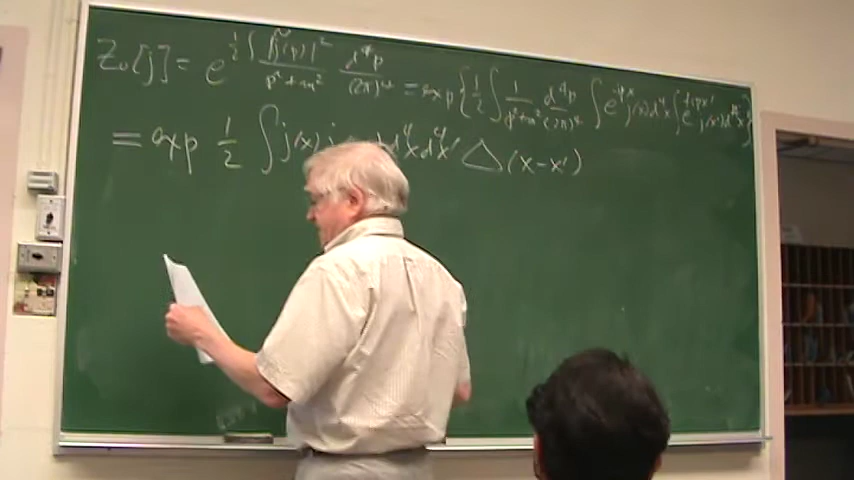 Z₀[j] = e^{½∫ |j̃(p)|²/(p²+m²) d⁴p/(2π)⁴} = exp{½∫ 1/(p²+m²) d⁴p/(2π)⁴ ∫e^{-ipx} j(x)d⁴x ∫e^{+ipx'} j(x')d⁴x'}
= exp ½ ∫j(x)j d⁴x d⁴x' △(x-x')